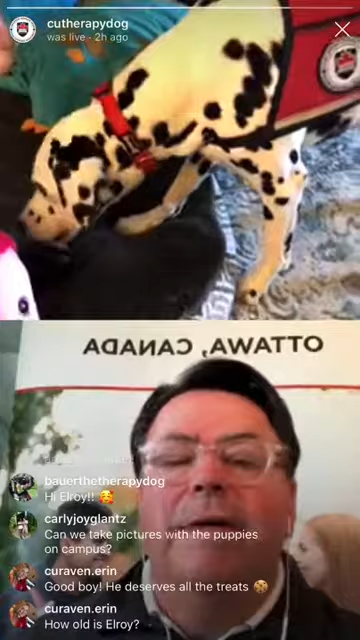 cutherapydog
was live · 2h ago
OTTAWA, CANADA
bauerthetherapydog
Hi Elroy!! 🥰
carlyjoyglantz
Can we take pictures with the puppies
on campus?
curaven.erin
Good boy! He deserves all the treats 🍪
curaven.erin
How old is Elroy?